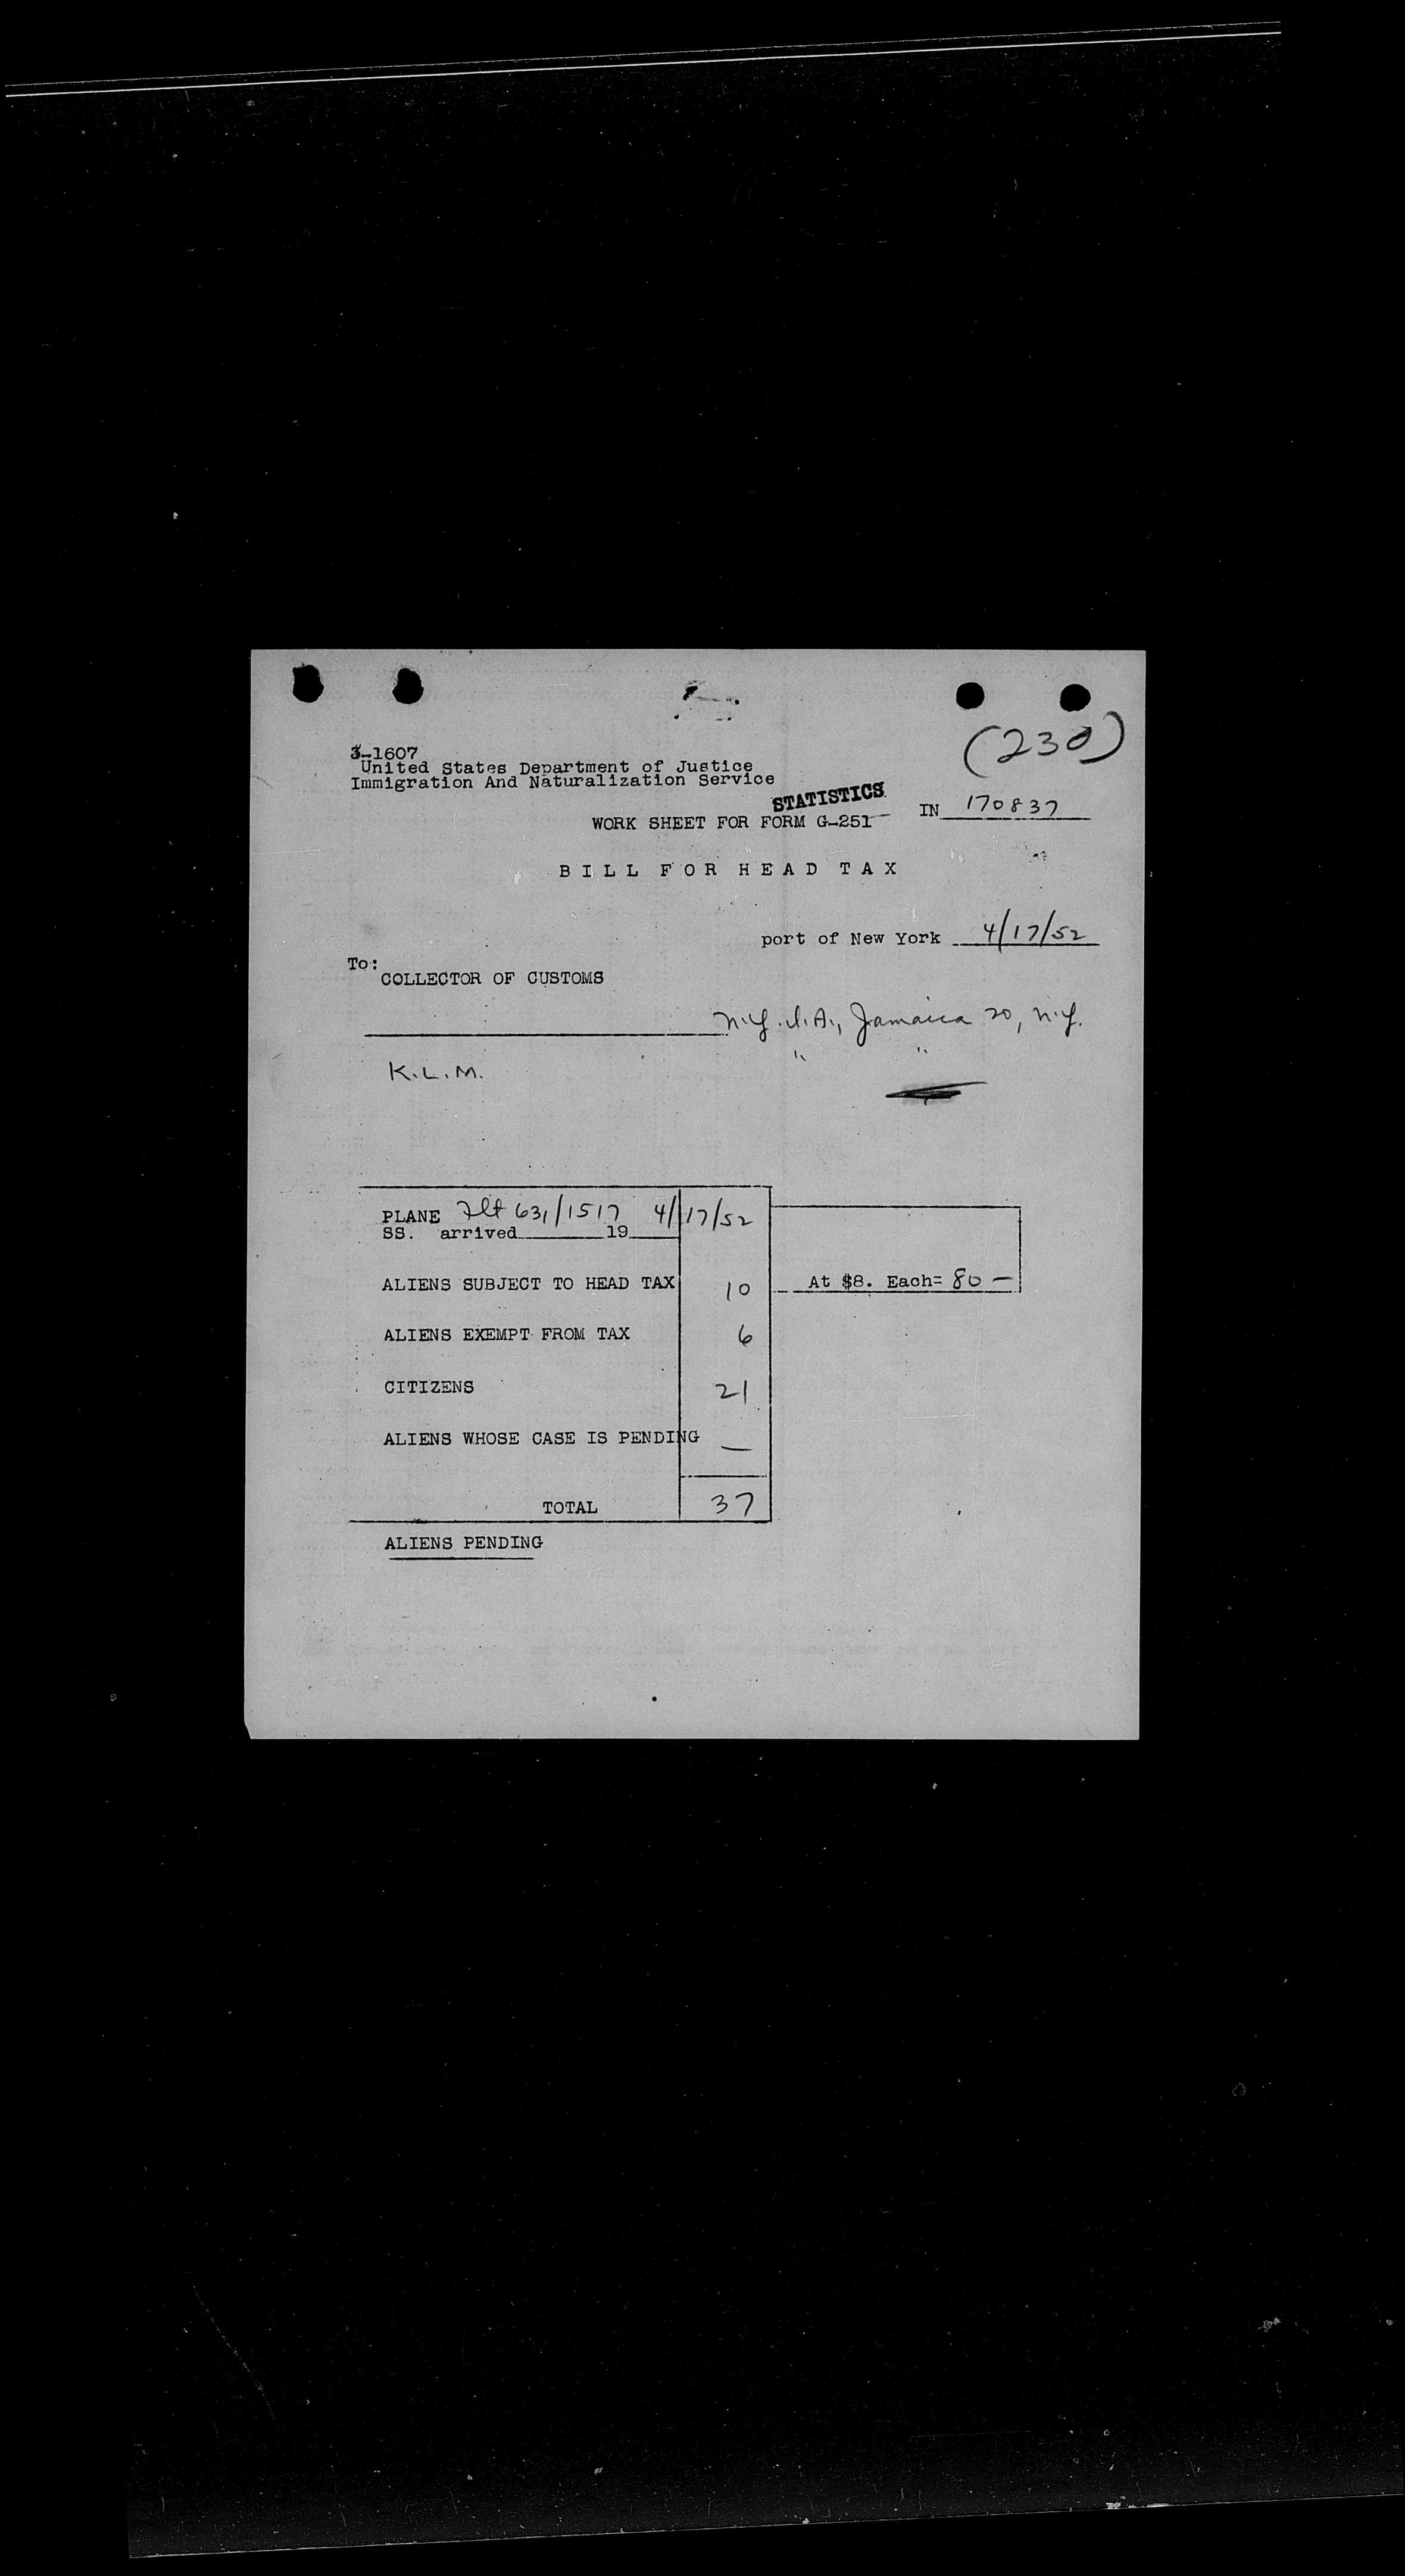 (230)
3-1607
United States Department of Justice
Immigration And Naturalization Service
STATISTICS
WORK SHEET FOR FORM G-251
IN 170837
BILL FOR HEAD TAX
port of New York 4/17/52
To:
COLLECTOR OF CUSTOMS
N.Y.I.A., Jamaica 20, N.Y.
K.L.M. " "
PLANE Flt 631/1517 4/17/52
SS. arrived 19
ALIENS SUBJECT TO HEAD TAX 10 At $8. Each= 80 —
ALIENS EXEMPT FROM TAX 6
CITIZENS 21
ALIENS WHOSE CASE IS PENDING —
TOTAL 37
ALIENS PENDING